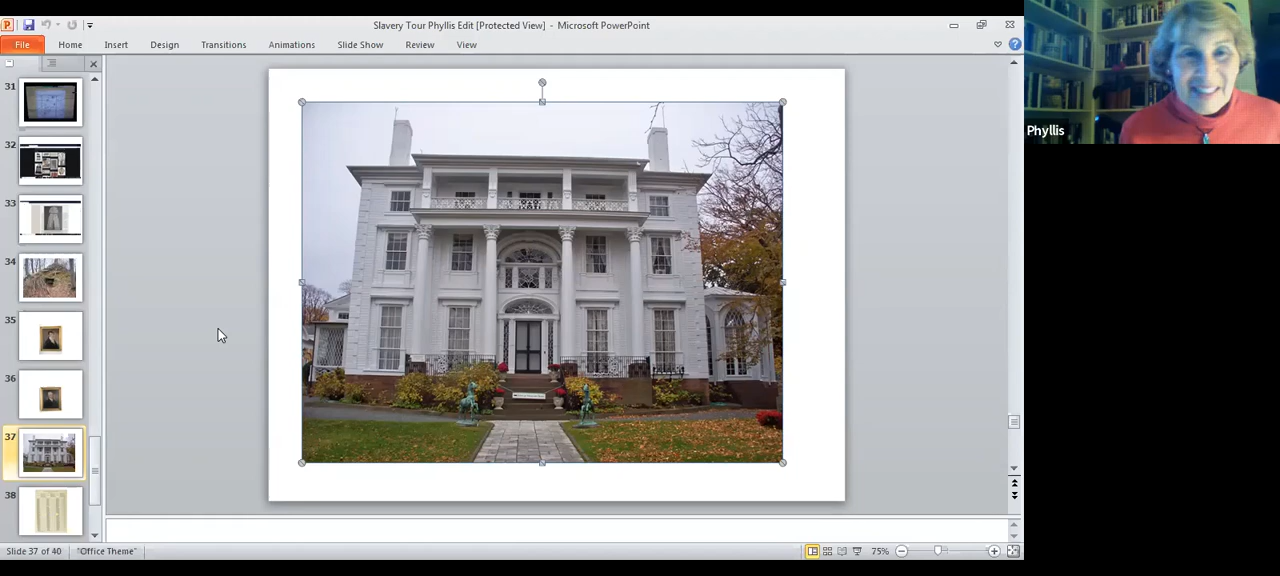 Slavery Tour Phyllis Edit [Protected View] - Microsoft PowerPoint
File Home Insert Design Transitions Animations Slide Show Review View
31
32
33
34
35
36
37
38
Slide 37 of 40 "Office Theme" 75%
Phyllis